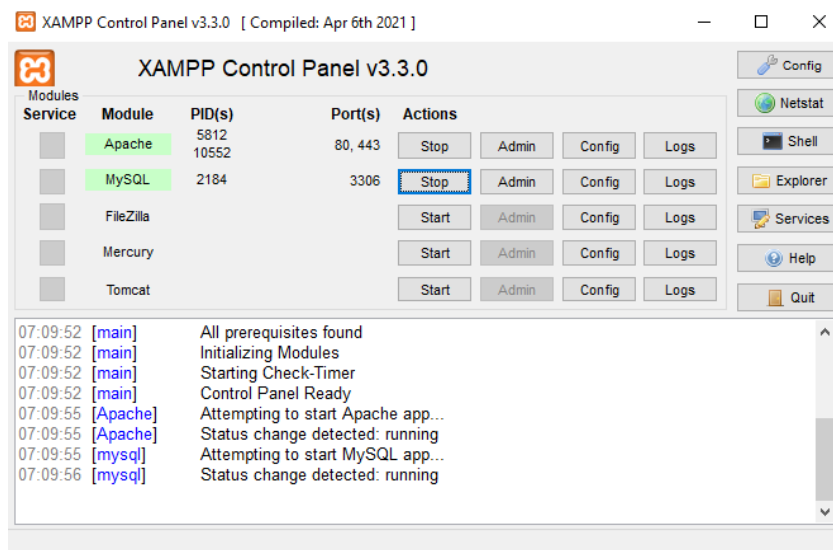 XAMPP Control Panel v3.3.0 [ Compiled: Apr 6th 2021 ]
XAMPP Control Panel v3.3.0
Config
Modules
Service Module PID(s) Port(s) Actions
Netstat
Apache 5812 10552 80, 443 Stop Admin Config Logs
Shell
MySQL 2184 3306 Stop Admin Config Logs
Explorer
FileZilla Start Admin Config Logs
Services
Mercury Start Admin Config Logs
Help
Tomcat Start Admin Config Logs
Quit
07:09:52 [main] All prerequisites found
07:09:52 [main] Initializing Modules
07:09:52 [main] Starting Check-Timer
07:09:52 [main] Control Panel Ready
07:09:55 [Apache] Attempting to start Apache app...
07:09:55 [Apache] Status change detected: running
07:09:55 [mysql] Attempting to start MySQL app...
07:09:56 [mysql] Status change detected: running